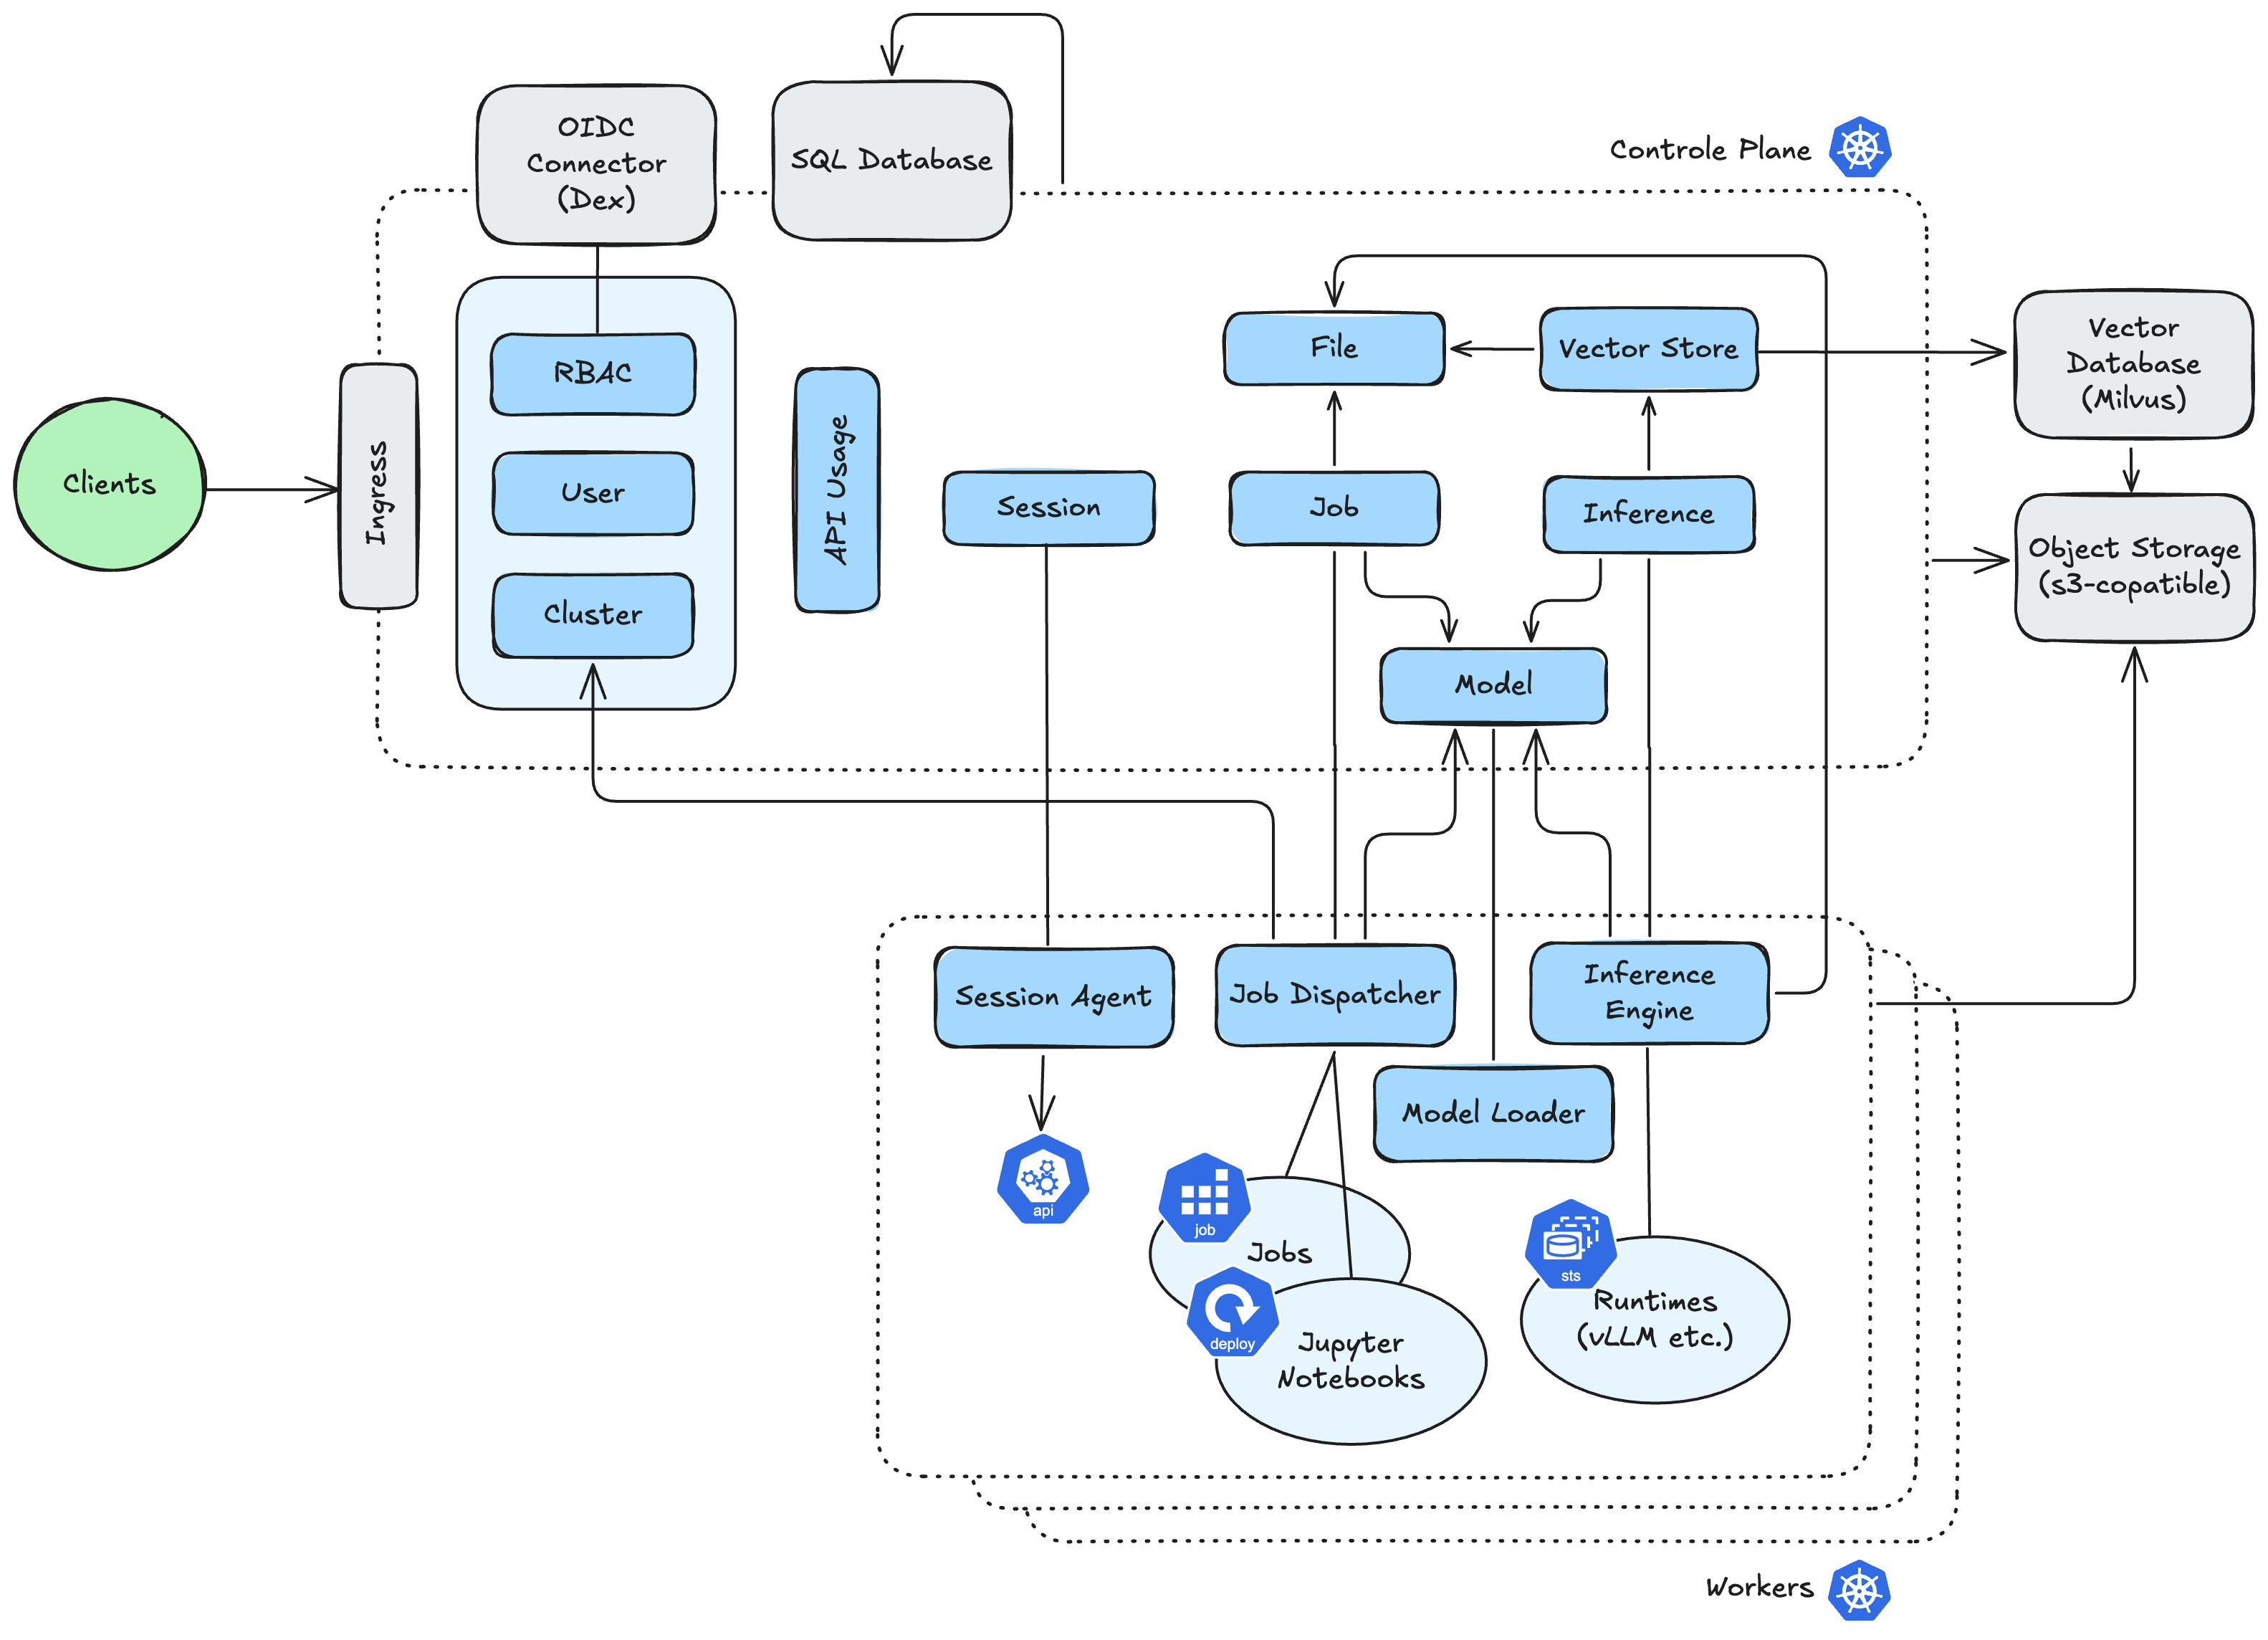 OIDC
Connector
(Dex)
SQL Database
Controle Plane
Clients
Ingress
RBAC
User
Cluster
API Usage
Session
File
Vector Store
Job
Inference
Model
Vector
Database
(Milvus)
Object Storage
(s3-copatible)
Session Agent
Job Dispatcher
Inference
Engine
Model Loader
api
job
Jobs
deploy
Jupyter
Notebooks
sts
Runtimes
(vLLM etc.)
Workers